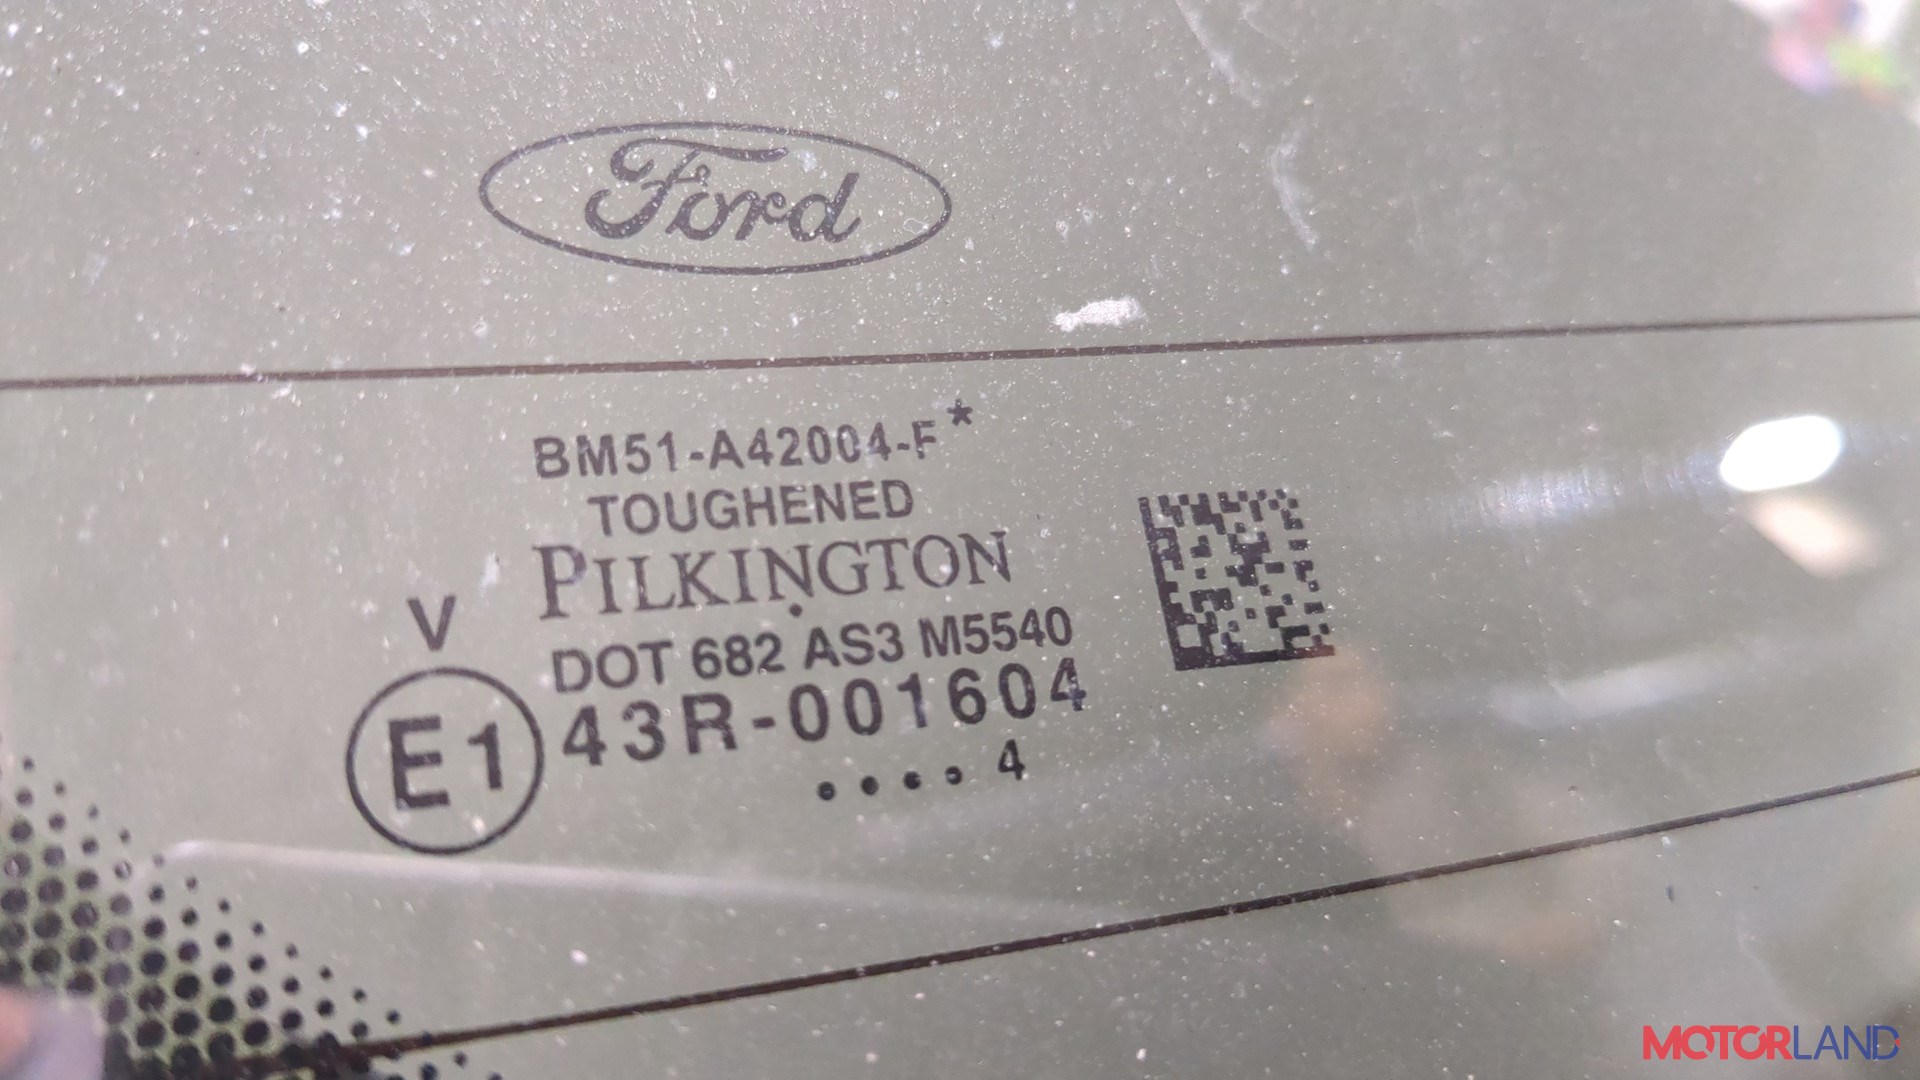 Ford
BM51-A42004-F*
TOUGHENED
PILKINGTON
V
DOT 682 AS3 M5540
E1 43R-001604
.... 4
MOTORLAND